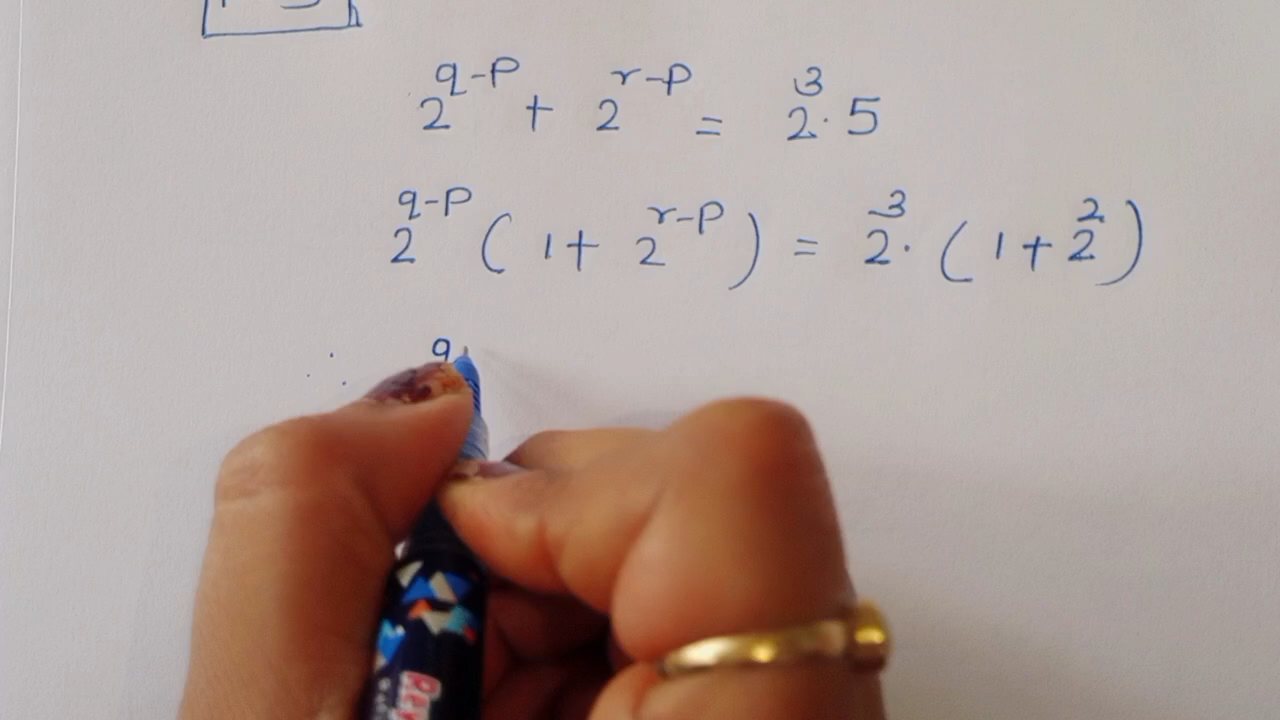 2^{q-p} + 2^{r-p} = 2^3 · 5
2^{q-p} ( 1 + 2^{r-p} ) = 2^3 · ( 1 + 2^2 )
∴ q